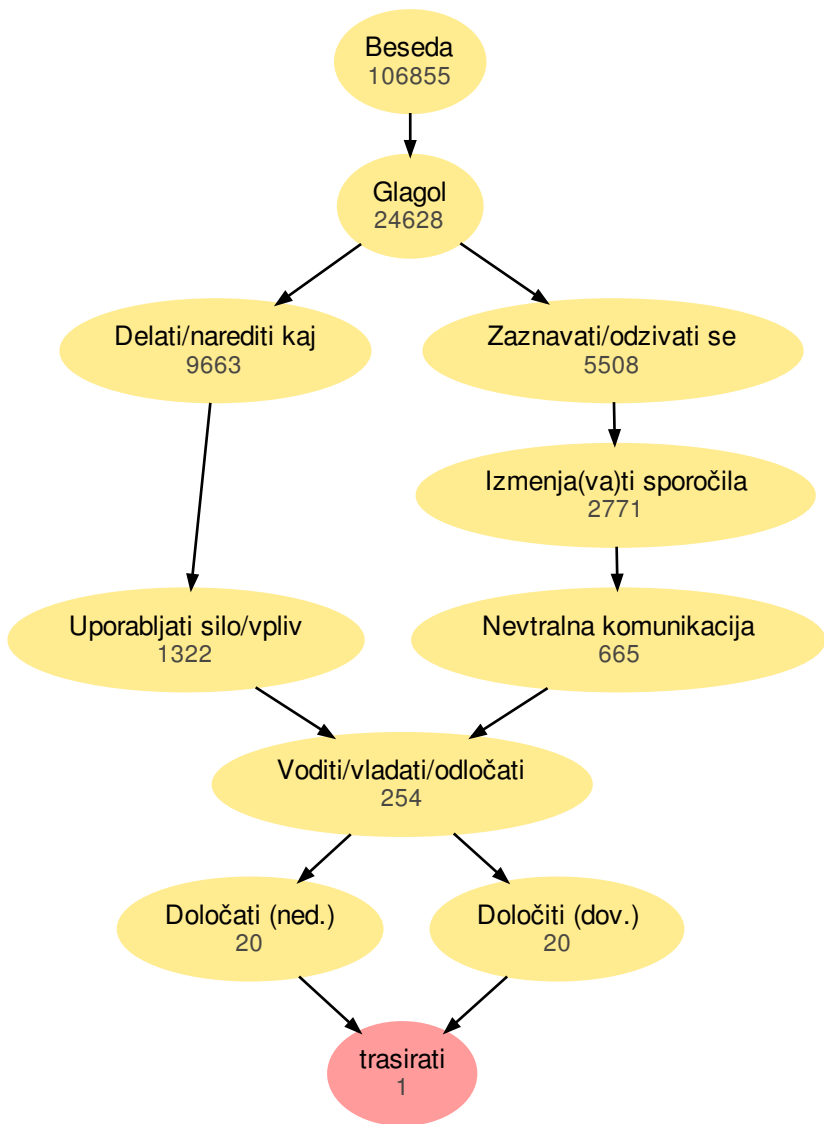 Beseda
106855
Glagol
24628
Delati/narediti kaj
9663
Zaznavati/odzivati se
5508
Izmenja(va)ti sporočila
2771
Uporabljati silo/vpliv
1322
Nevtralna komunikacija
665
Voditi/vladati/odločati
254
Določati (ned.)
20
Določiti (dov.)
20
trasirati
1